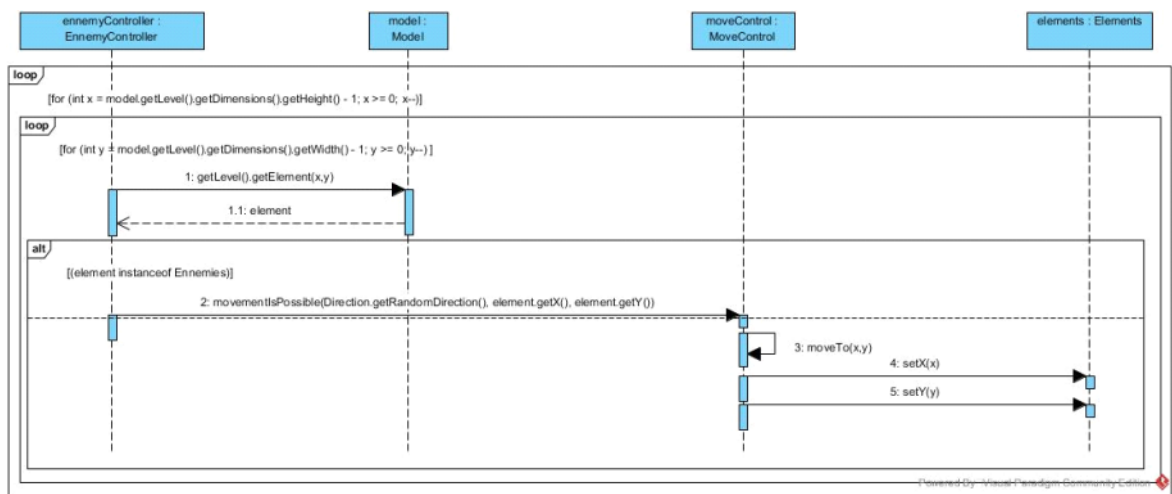 ennemyController :
EnnemyController
model :
Model
moveControl :
MoveControl
elements : Elements
loop
[for (int x = model.getLevel().getDimensions().getHeight() - 1; x >= 0; x--)]
loop
[for (int y = model.getLevel().getDimensions().getWidth() - 1; y >= 0; y--) ]
1: getLevel().getElement(x,y)
1.1: element
alt
[(element instanceof Ennemies)]
2: movementIsPossible(Direction.getRandomDirection(), element.getX(), element.getY())
3: moveTo(x,y)
4: setX(x)
5: setY(y)
Powered By Visual Paradigm Community Edition